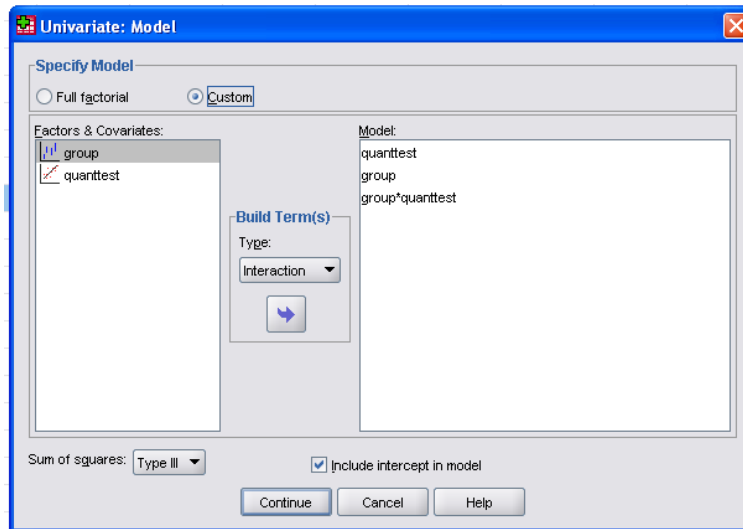 Univariate: Model
Specify Model
Full factorial
Custom
Factors & Covariates:
group
quanttest
Build Term(s)
Type:
Interaction
Model:
quanttest
group
group*quanttest
Sum of squares: Type III
Include intercept in model
Continue Cancel Help